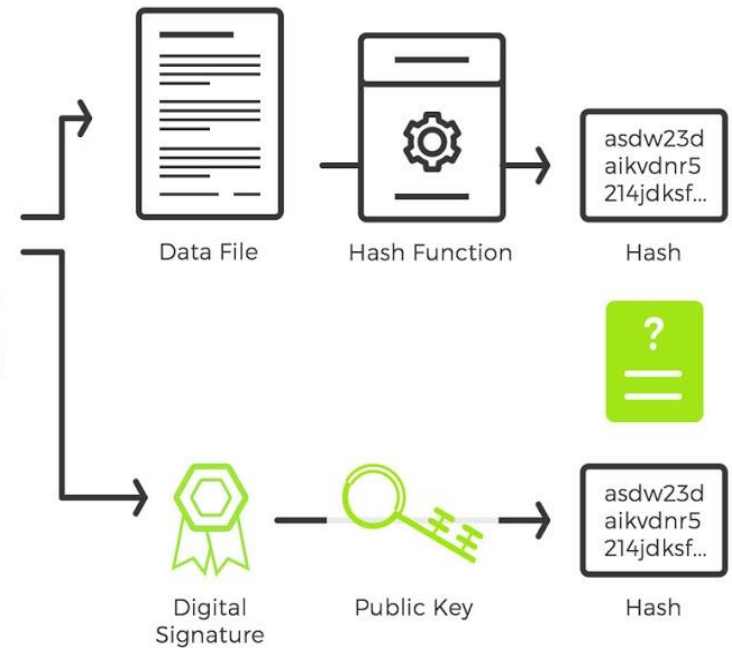 asdw23d
aikvdnr5
214jdksf...
Data File
Hash Function
Hash
?
asdw23d
aikvdnr5
214jdksf...
Digital
Signature
Public Key
Hash